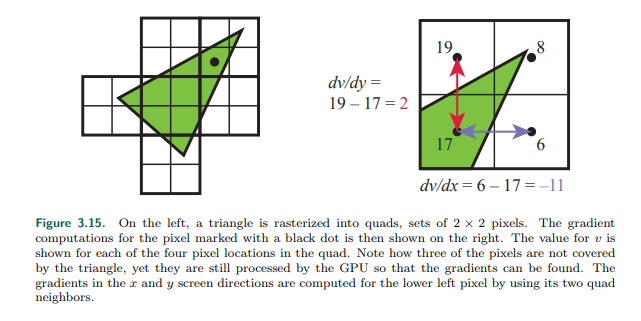 19
8
dv/dy =
19 – 17 = 2
17
6
dv/dx = 6 – 17 = –11
Figure 3.15. On the left, a triangle is rasterized into quads, sets of 2 × 2 pixels. The gradient
computations for the pixel marked with a black dot is then shown on the right. The value for v is
shown for each of the four pixel locations in the quad. Note how three of the pixels are not covered
by the triangle, yet they are still processed by the GPU so that the gradients can be found. The
gradients in the x and y screen directions are computed for the lower left pixel by using its two quad
neighbors.